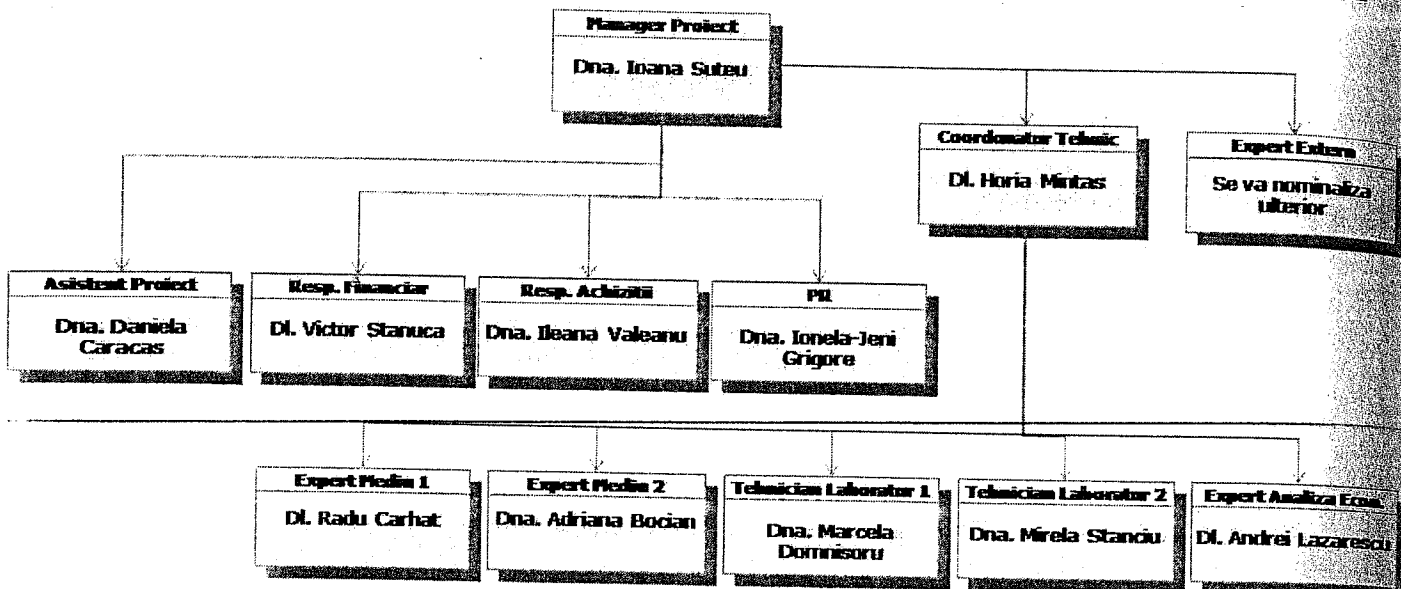 Manager Proiect
Dna. Ioana Suteu
Coordonator Tehnic
Dl. Horia Mintas
Expert Extern
Se va nominaliza
ulterior
Asistent Proiect
Dna. Daniela
Caracas
Resp. Financiar
Dl. Victor Stanuca
Resp. Achizitii
Dna. Ileana Valeanu
PR
Dna. Ionela-Jeni
Grigore
Expert Mediu 1
Dl. Radu Carhat
Expert Mediu 2
Dna. Adriana Bocian
Tehnician Laborator 1
Dna. Marcela
Domnisoru
Tehnician Laborator 2
Dna. Mirela Stanciu
Expert Analiza Econ.
Dl. Andrei Lazarescu